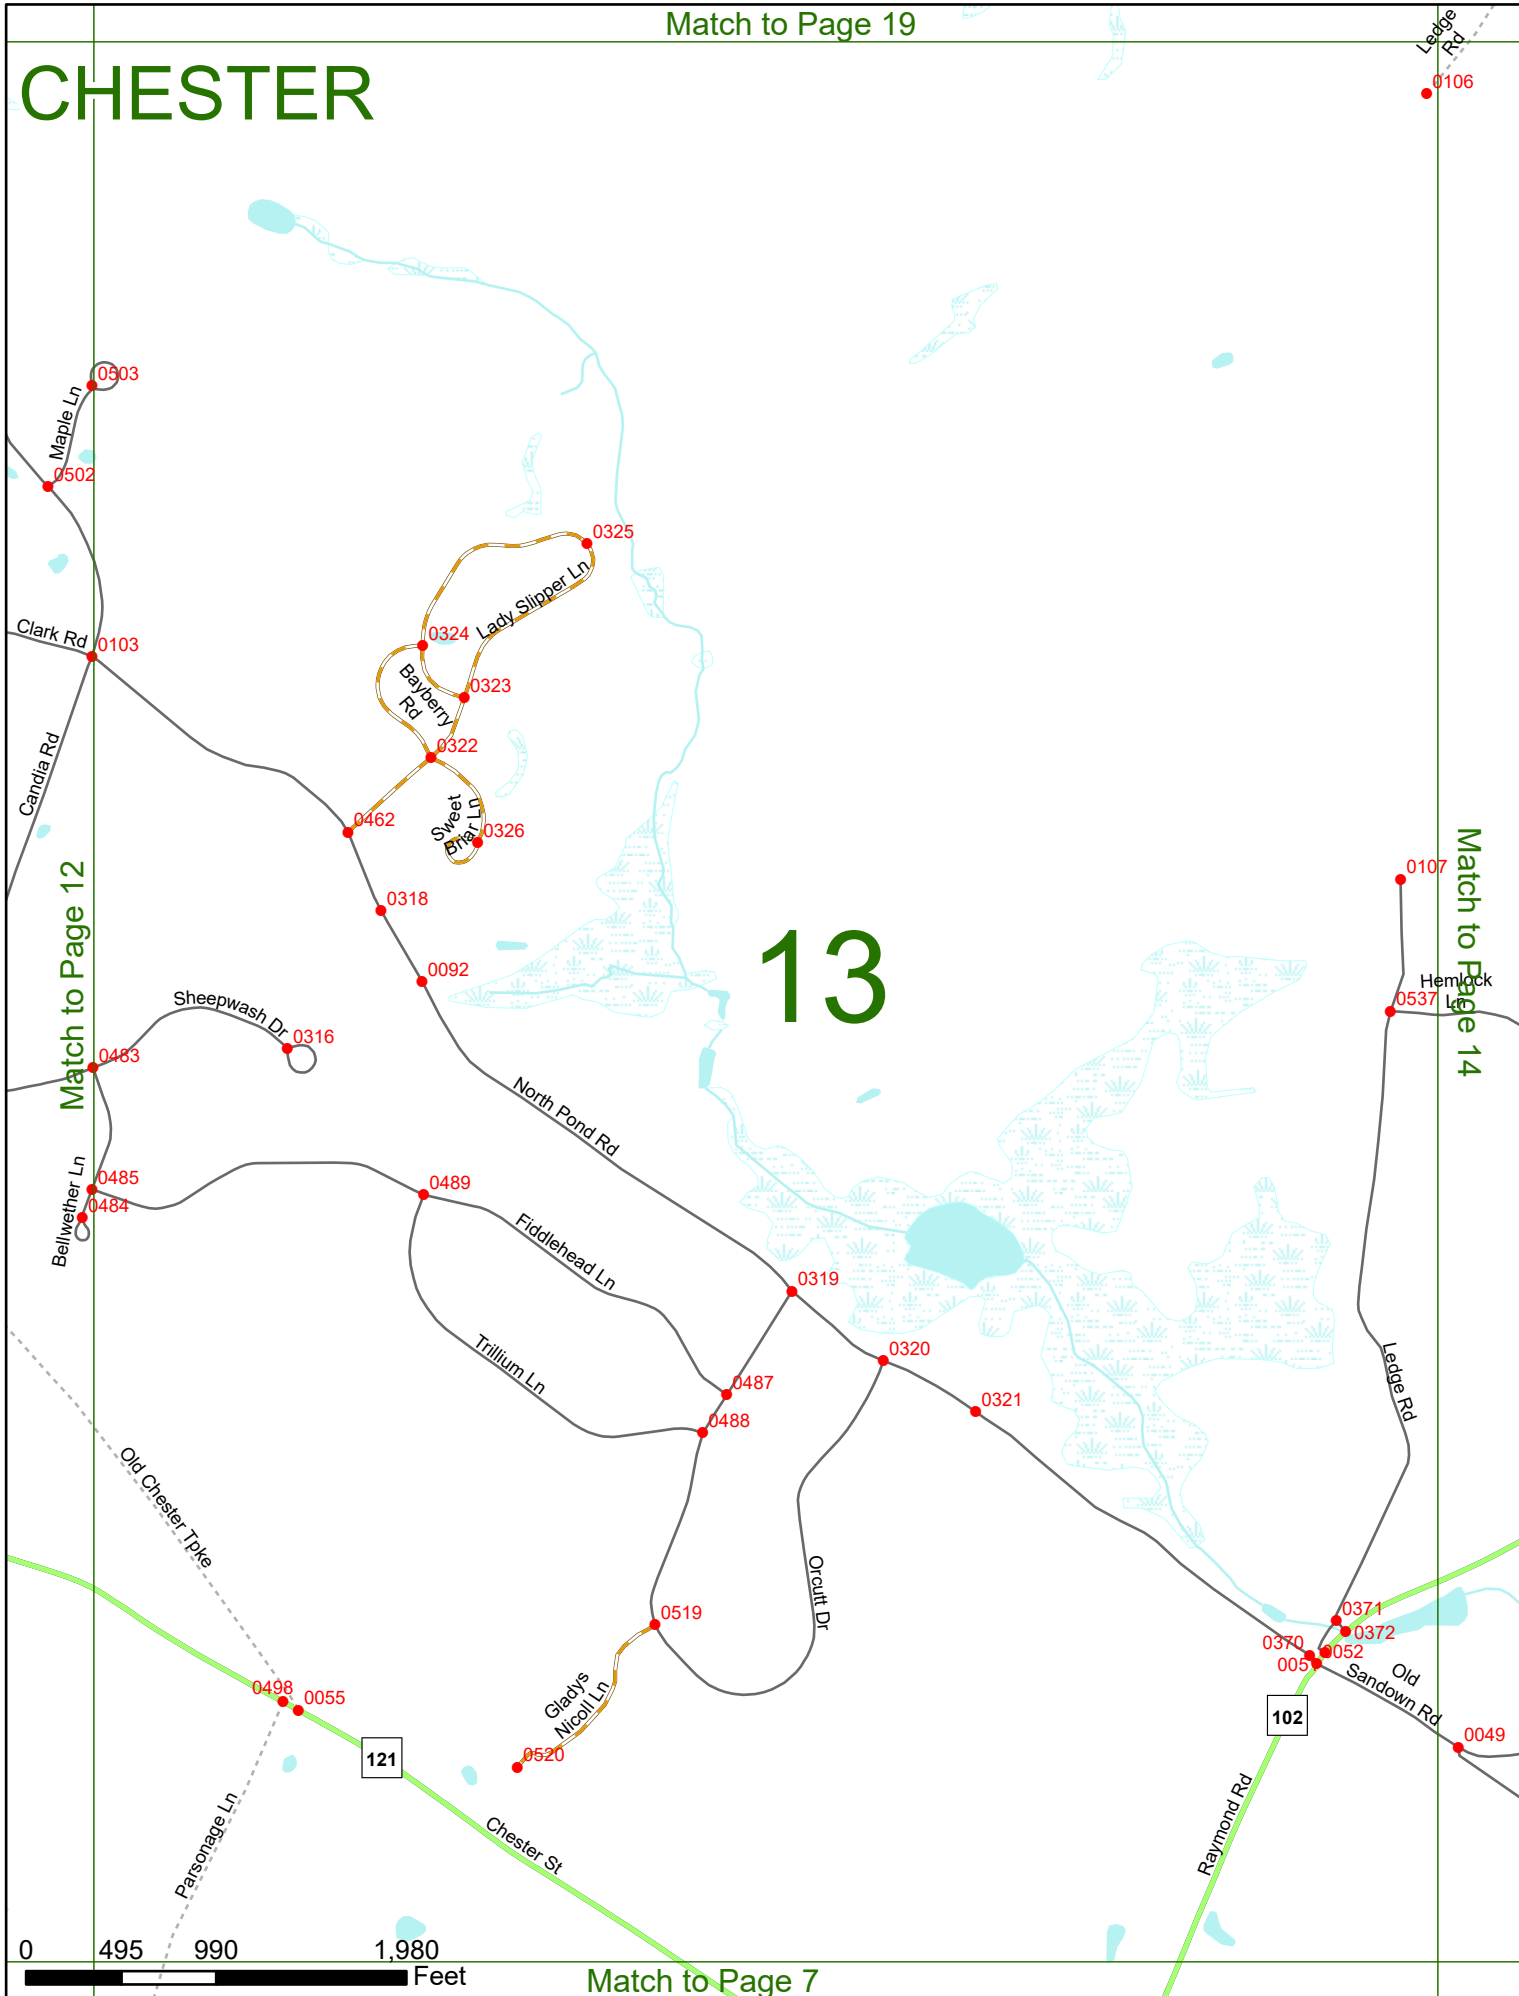 Match to Page 19
Ledge
Rd
CHESTER
0106
0503
Maple Ln
0502
0325
Lady Slipper Ln
Clark Rd
0103
0324
Bayberry
Rd
0323
0322
Candia Rd
Sweet
Briar Ln
0462
0326
Match to Page 12
Match to Page 14
0107
0318
13
0092
Hemlock
Ln
0537
Sheepwash Dr
0316
0483
North Pond Rd
Bellwether Ln
0485
0484
0489
Fiddlehead Ln
0319
0320
Trillium Ln
0487
0321
Ledge Rd
0488
Old Chester Tpke
Orcutt Dr
0519
0371
0372
0370
0052
005
Old
Sandown Rd
Gladys
Nicoll Ln
0498
0055
102
0049
121
0520
Raymond Rd
Parsonage Ln
Chester St
0 495 990 1,980
Feet
Match to Page 7